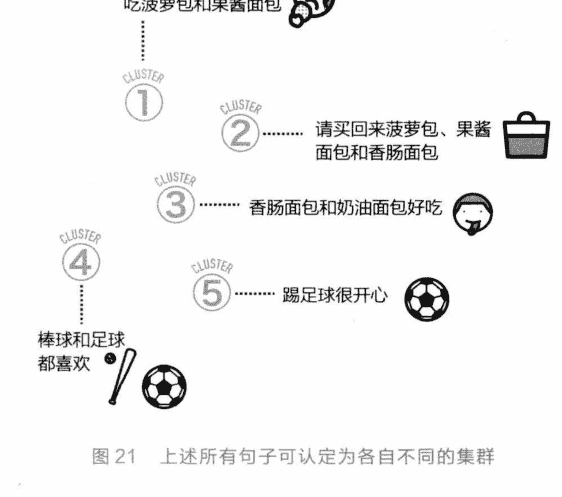 吃菠萝包和果酱面包
CLUSTER
1
CLUSTER
2
请买回来菠萝包、果酱
面包和香肠面包
CLUSTER
3
香肠面包和奶油面包好吃
CLUSTER
4
CLUSTER
5
踢足球很开心
棒球和足球
都喜欢
图 21 上述所有句子可认定为各自不同的集群